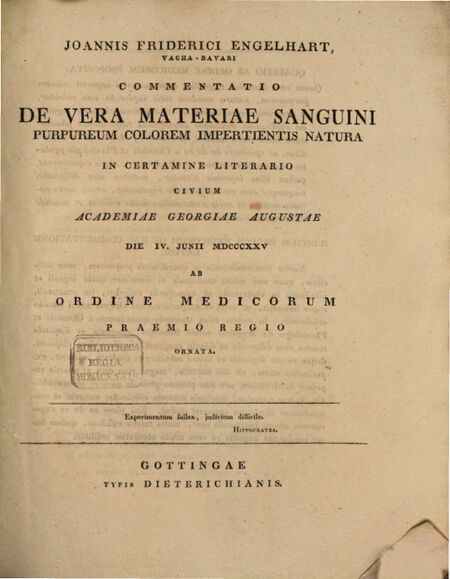 JOANNIS FRIDERICI ENGELHART,
VACHA-BAVARI
COMMENTATIO
DE VERA MATERIAE SANGUINI
PURPUREUM COLOREM IMPERTIENTIS NATURA
IN CERTAMINE LITERARIO
CIVIUM
ACADEMIAE GEORGIAE AUGUSTAE
DIE IV. JUNII MDCCCXXV
AB
ORDINE MEDICORUM
PRAEMIO REGIO
ORNATA.
BIBLIOTHECA
REGIA
MONACENSIS
Experimentum fallax, judicium difficile.
HIPPOCRATES.
GOTTINGAE
TYPIS DIETERICHIANIS.